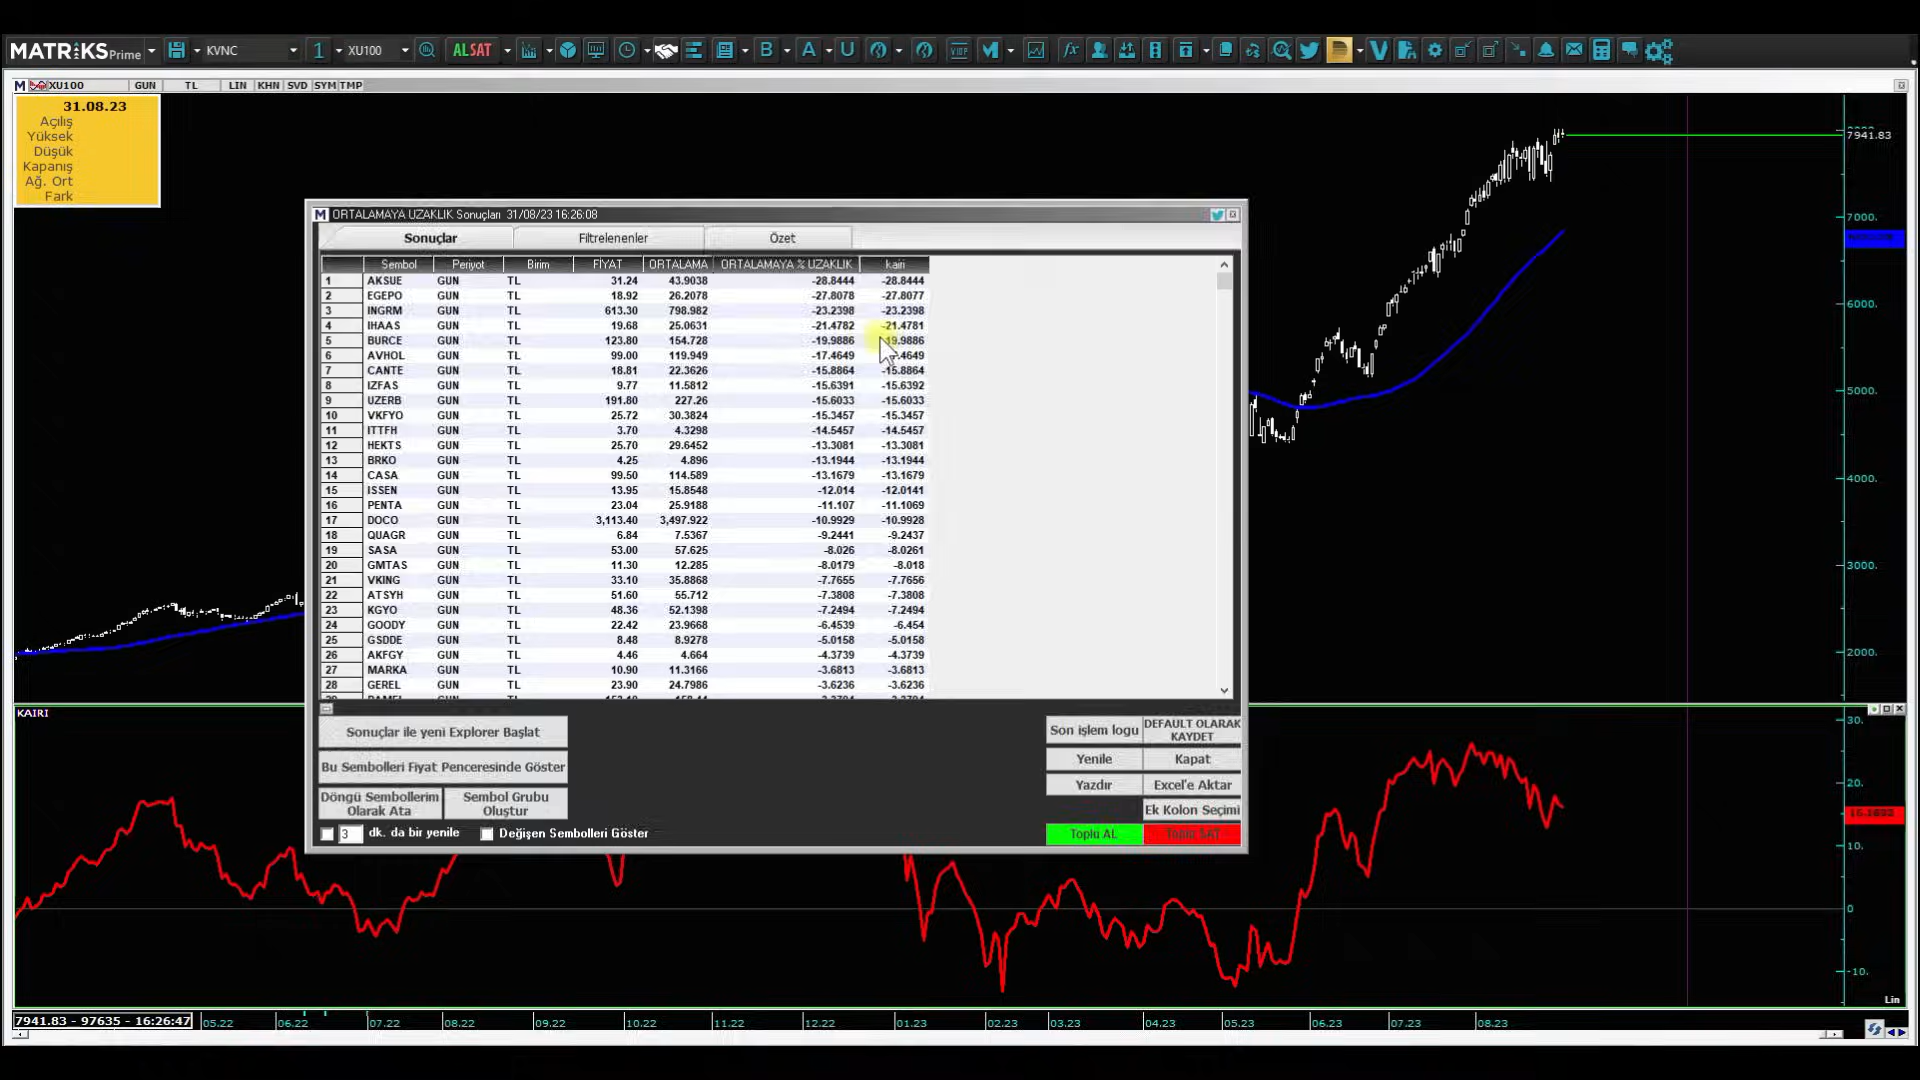 MATRiKS Prime KVNC 1 XU100 ALSAT B A U VIOP fx
XU100 GUN TL LIN KHN SVD SYM TMP
31.08.23
Açılış
Yüksek
Düşük
Kapanış
Ağ. Ort
Fark
7941.83
7000.
6000.
5000.
4000.
3000.
2000.
ORTALAMAYA UZAKLIK Sonuçları 31/08/23 16:26:08
Sonuçlar Filtrelenenler Özet
Sembol Periyot Birim FİYAT ORTALAMA ORTALAMAYA % UZAKLIK kairi
1 AKSUE GUN TL 31.24 43.9038 -28.8444 -28.8444
2 EGEPO GUN TL 18.92 26.2078 -27.8078 -27.8077
3 INGRM GUN TL 613.30 798.982 -23.2398 -23.2398
4 IHAAS GUN TL 19.68 25.0631 -21.4782 -21.4781
5 BURCE GUN TL 123.80 154.728 -19.9886 -19.9886
6 AVHOL GUN TL 99.00 119.949 -17.4649 .4649
7 CANTE GUN TL 18.81 22.3626 -15.8864 -15.8864
8 IZFAS GUN TL 9.77 11.5812 -15.6391 -15.6392
9 UZERB GUN TL 191.80 227.26 -15.6033 -15.6033
10 VKFYO GUN TL 25.72 30.3824 -15.3457 -15.3457
11 ITTFH GUN TL 3.70 4.3298 -14.5457 -14.5457
12 HEKTS GUN TL 25.70 29.6452 -13.3081 -13.3081
13 BRKO GUN TL 4.25 4.896 -13.1944 -13.1944
14 CASA GUN TL 99.50 114.589 -13.1679 -13.1679
15 ISSEN GUN TL 13.95 15.8548 -12.014 -12.0141
16 PENTA GUN TL 23.04 25.9188 -11.107 -11.1069
17 DOCO GUN TL 3,113.40 3,497.922 -10.9929 -10.9928
18 QUAGR GUN TL 6.84 7.5367 -9.2441 -9.2437
19 SASA GUN TL 53.00 57.625 -8.026 -8.0261
20 GMTAS GUN TL 11.30 12.285 -8.0179 -8.018
21 VKING GUN TL 33.10 35.8868 -7.7655 -7.7656
22 ATSYH GUN TL 51.60 55.712 -7.3808 -7.3808
23 KGYO GUN TL 48.36 52.1398 -7.2494 -7.2494
24 GOODY GUN TL 22.42 23.9668 -6.4539 -6.454
25 GSDDE GUN TL 8.48 8.9278 -5.0158 -5.0158
26 AKFGY GUN TL 4.46 4.664 -4.3739 -4.3739
27 MARKA GUN TL 10.90 11.3166 -3.6813 -3.6813
28 GEREL GUN TL 23.90 24.7986 -3.6236 -3.6236
Sonuçlar ile yeni Explorer Başlat
Bu Sembolleri Fiyat Penceresinde Göster
Döngü Sembollerim Olarak Ata
Sembol Grubu Oluştur
3 dk. da bir yenile Değişen Sembolleri Göster
Son işlem logu DEFAULT OLARAK KAYDET
Yenile Kapat
Yazdır Excel'e Aktar
Ek Kolon Seçimi
Toplu AL Toplu SAT
KAIRI
30.
20.
10.
0
-10.
Lin
7941.83 - 97635 - 16:26:47 05.22 06.22 07.22 08.22 09.22 10.22 11.22 12.22 01.23 02.23 03.23 04.23 05.23 06.23 07.23 08.23